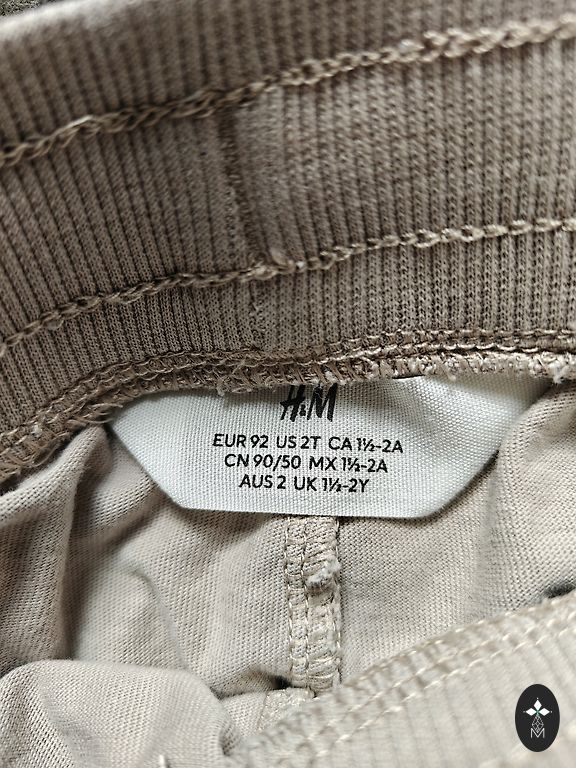 H&M
EUR 92 US 2T CA 1½-2A
CN 90/50 MX 1½-2A
AUS 2 UK 1½-2Y
M